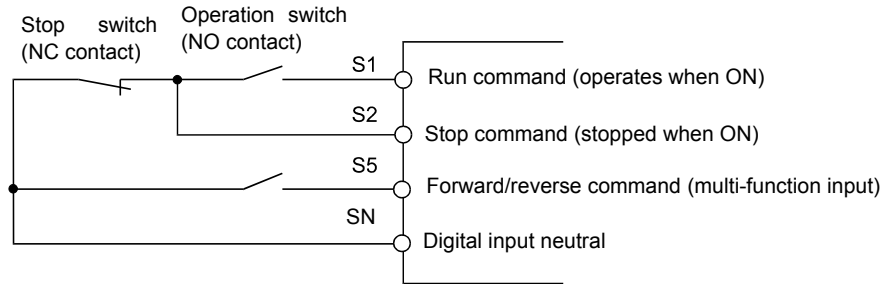 Stop switch
(NC contact)
Operation switch
(NO contact)
S1
Run command (operates when ON)
S2
Stop command (stopped when ON)
S5
Forward/reverse command (multi-function input)
SN
Digital input neutral